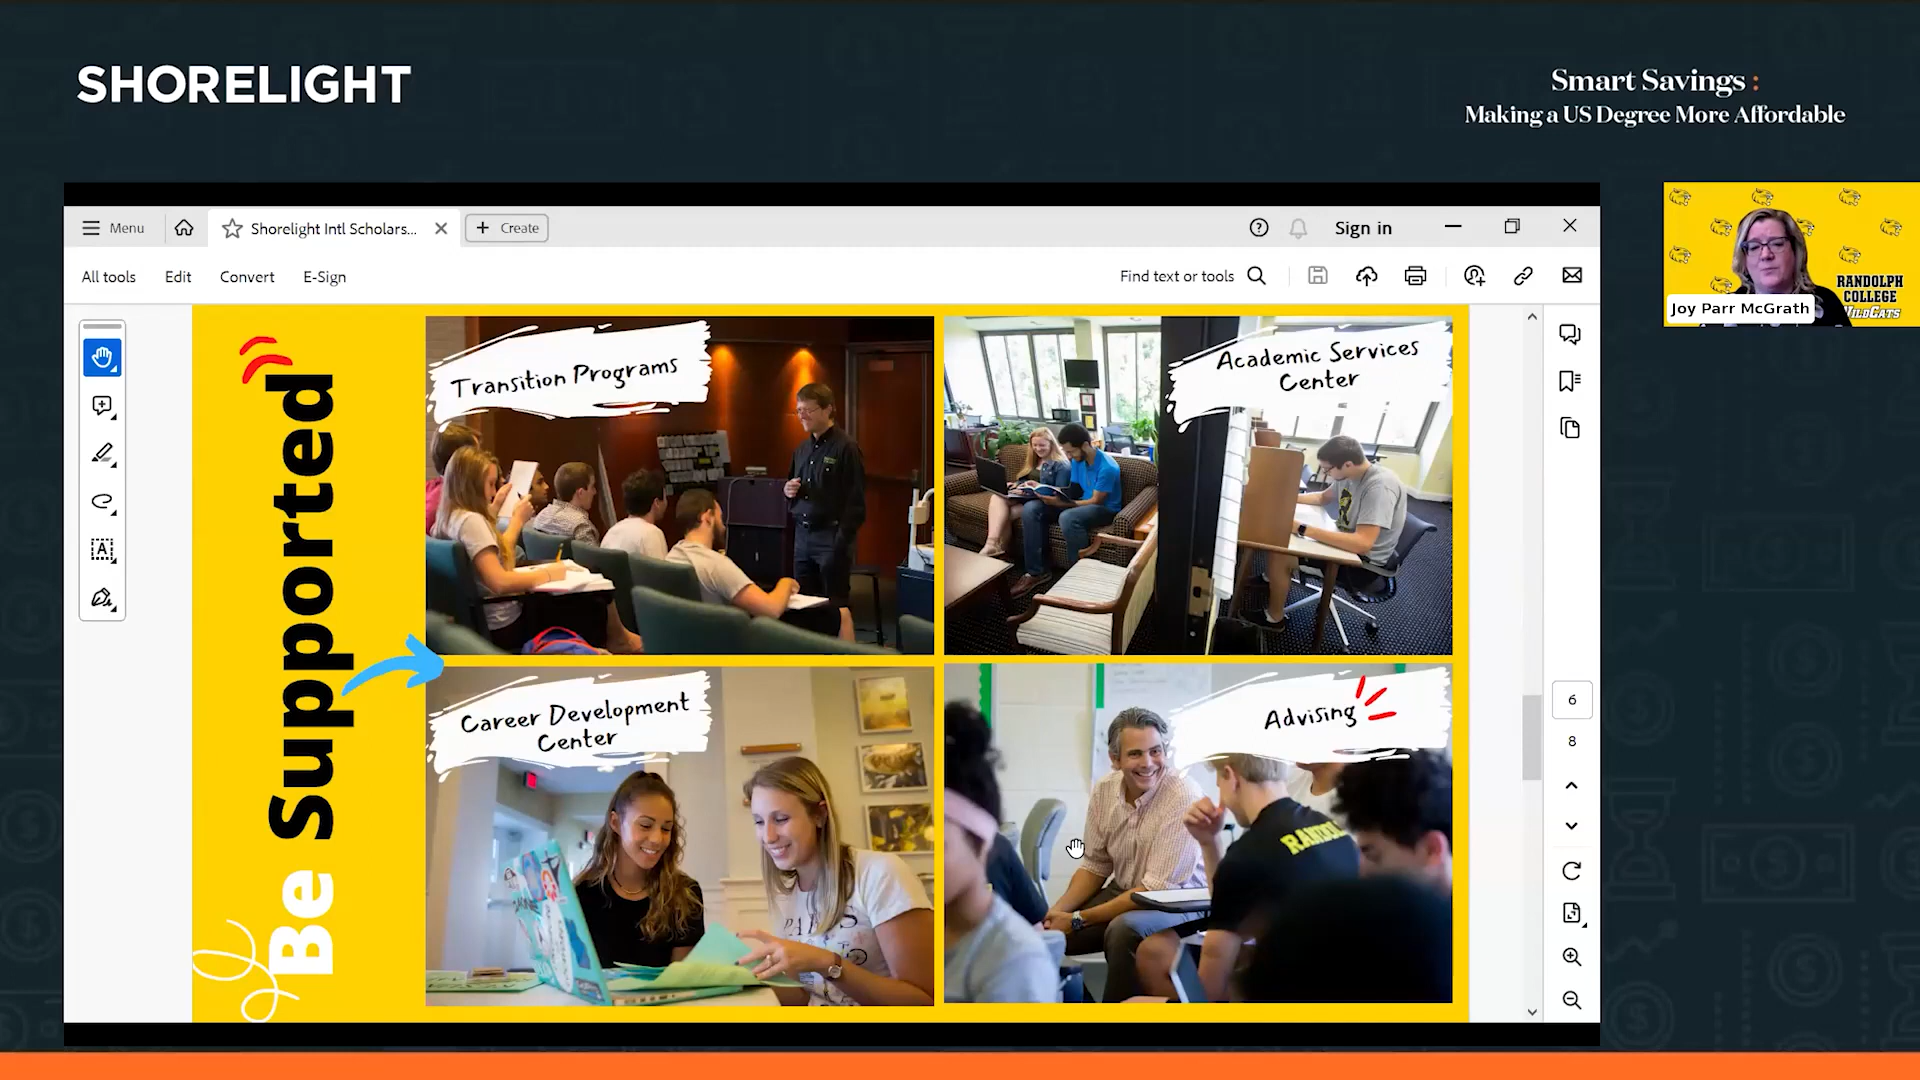 SHORELIGHT
Smart Savings :
Making a US Degree More Affordable
Menu
Shorelight Intl Scholars...
Create
Sign in
All tools
Edit
Convert
E-Sign
Find text or tools
Be Supported
Transition Programs
Academic Services
Center
Career Development
Center
Advising
6
8
RANDOLPH
COLLEGE
WILDCATS
Joy Parr McGrath